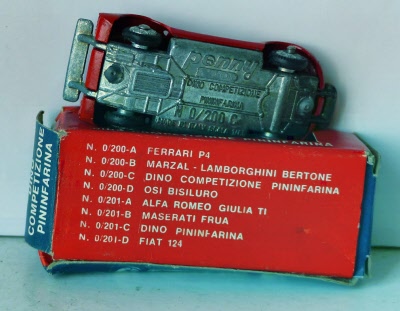 penny
DINO COMPETIZIONE
PININFARINA
N 0/200 C
COMPETIZIONE
PININFARINA
N. 0/200-A FERRARI P4
N. 0/200-B MARZAL - LAMBORGHINI BERTONE
N. 0/200-C DINO COMPETIZIONE PININFARINA
N. 0/200-D OSI BISILURO
N. 0/201-A ALFA ROMEO GIULIA TI
N. 0/201-B MASERATI FRUA
N. 0/201-C DINO PININFARINA
N. 0/201-D FIAT 124